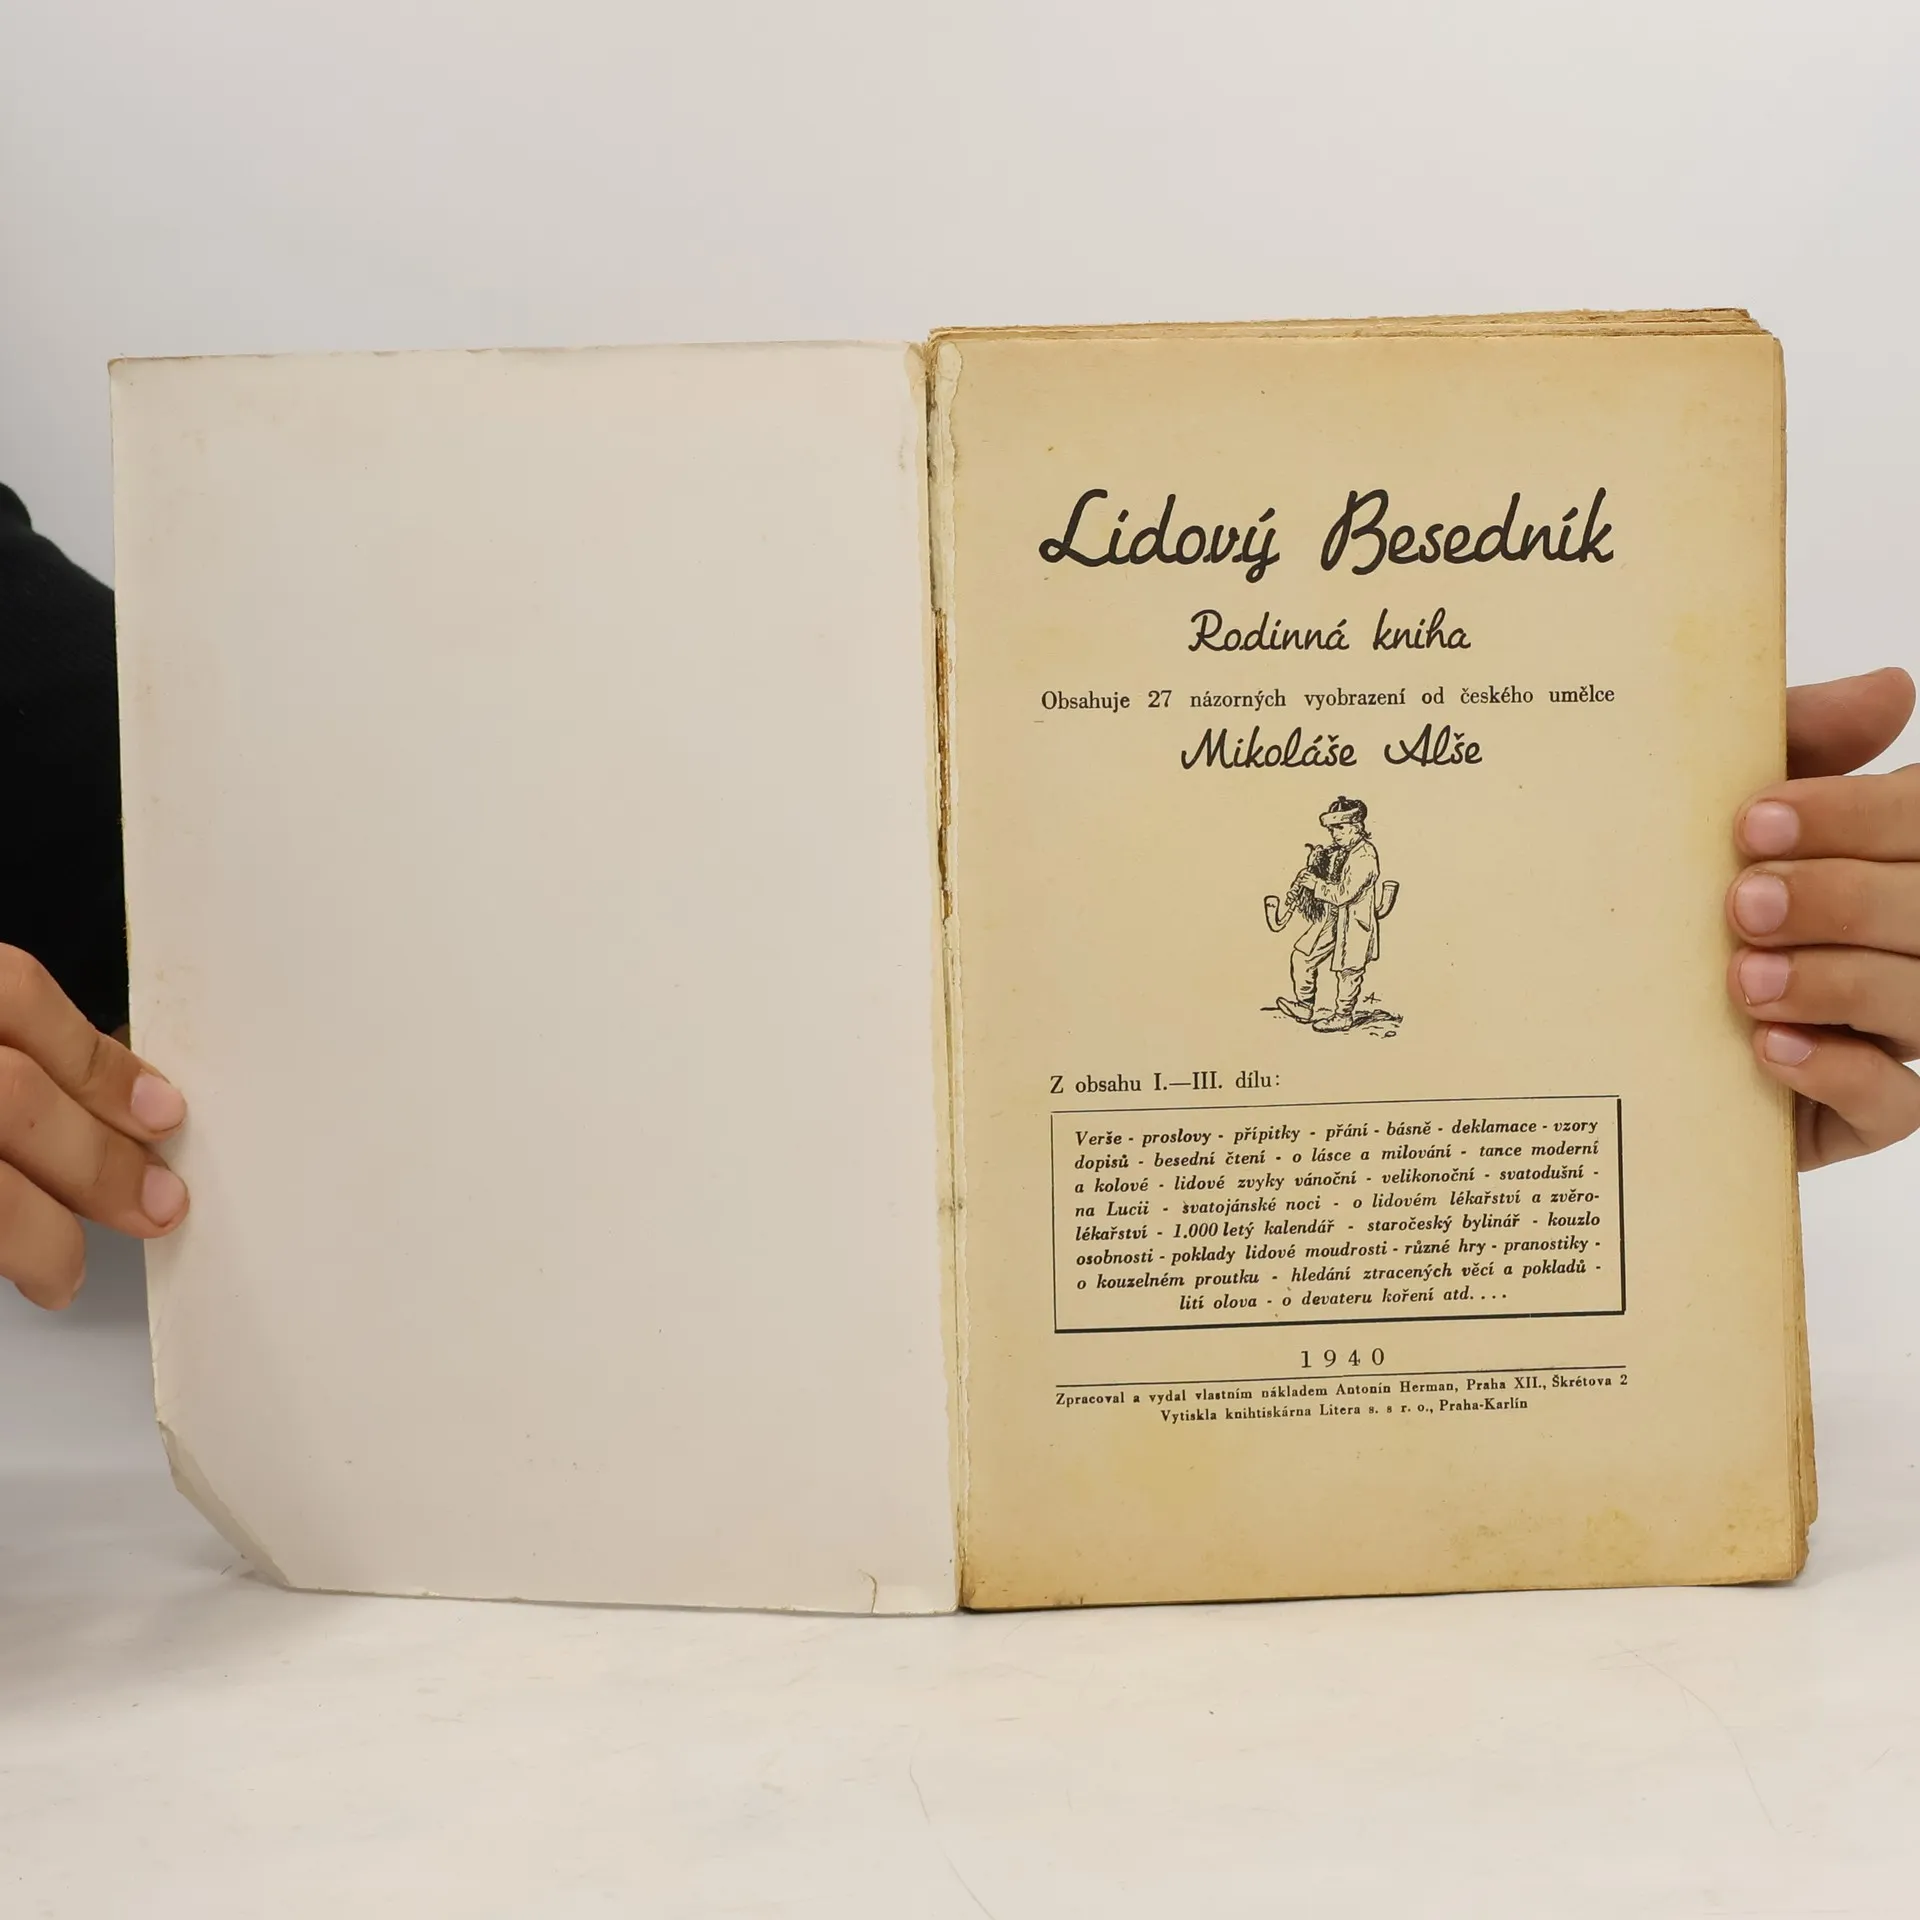 Lidový Besedník
Rodinná kniha
Obsahuje 27 názorných vyobrazení od českého umělce
Mikoláše Alše
A
Z obsahu I.—III. dílu:
Verše - proslovy - přípitky - přání - básně - deklamace - vzory
dopisů - besední čtení - o lásce a milování - tance moderní
a kolové - lidové zvyky vánoční - velikonoční - svatodušní -
na Lucii - svatojánské noci - o lidovém lékařství a zvěro-
lékařství - 1.000 letý kalendář - staročeský bylinář - kouzlo
osobnosti - poklady lidové moudrosti - různé hry - pranostiky -
o kouzelném proutku - hledání ztracených věcí a pokladů -
lití olova - o devateru koření atd. . . .
1940
Zpracoval a vydal vlastním nákladem Antonín Herman, Praha XII., Škrétova 2
Vytiskla knihtiskárna Litera s. s r. o., Praha-Karlín